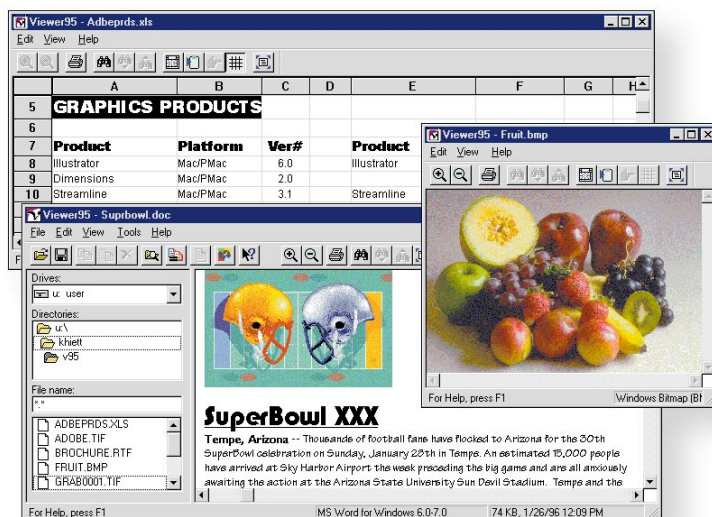 Viewer95 - Adbeprds.xls
Edit View Help
A B C D E F G H
5 GRAPHICS PRODUCTS
6
7 Product Platform Ver# Product
8 Illustrator Mac/PMac 6.0 Illustrator
9 Dimensions Mac/PMac 2.0
10 Streamline Mac/PMac 3.1 Streamline
Viewer95 - Fruit.bmp
Edit View Help
For Help, press F1 Windows Bitmap (BM
Viewer95 - Suprbowl.doc
File Edit View Tools Help
Drives:
u: user
Directories:
u:\
khiett
v95
File name:
*.*
ADBEPRDS.XLS
ADOBE.TIF
BROCHURE.RTF
FRUIT.BMP
GRAB0001.TIF
SuperBowl XXX
Tempe, Arizona -- Thousands of football fans have flocked to Arizona for the 30th
SuperBowl celebration on Sunday, January 28th in Tempe. An estimated 15,000 people
have arrived at Sky Harbor Airport the week preceding the big game and are all anxiously
awaiting the action at the Arizona State University Sun Devil Stadium. Tempe and the
For Help, press F1 MS Word for Windows 6.0-7.0 74 KB, 1/26/96 12:09 PM